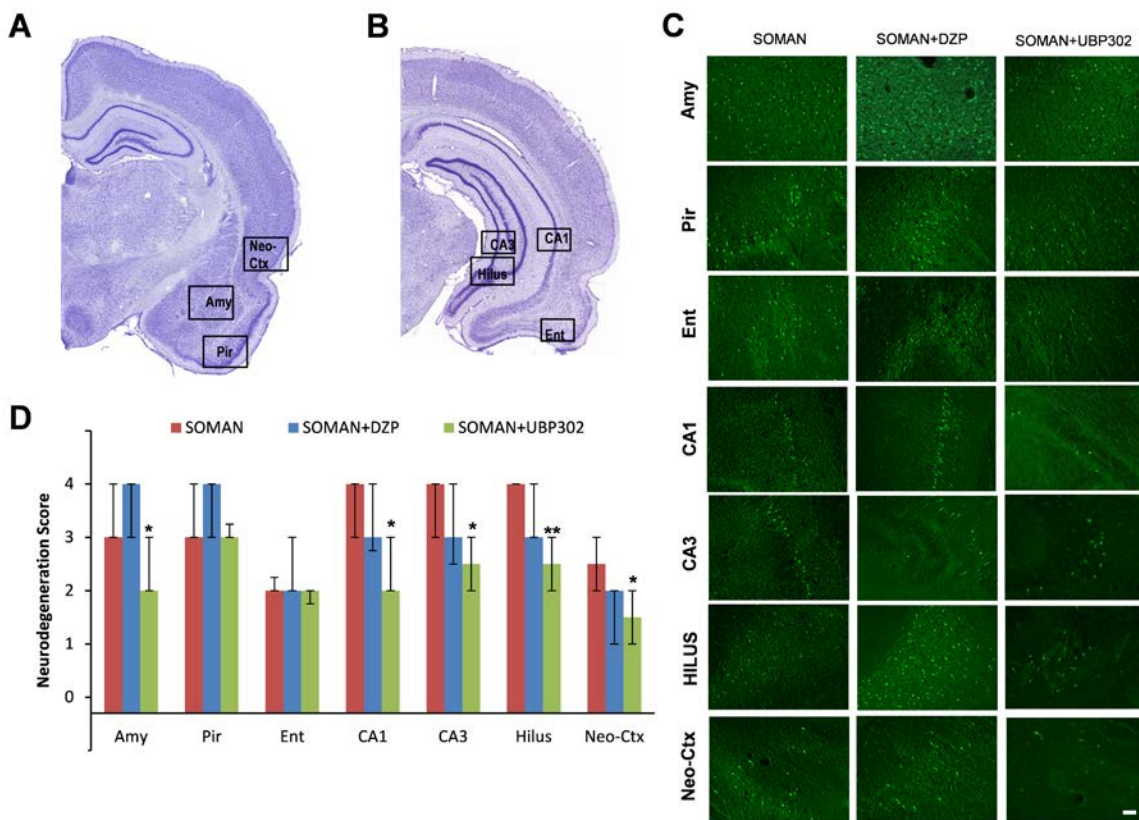 A
B
C
SOMAN
SOMAN+DZP
SOMAN+UBP302
Neo-
Ctx
Amy
Pir
CA3
CA1
Hilus
Ent
Amy
Pir
Ent
CA1
CA3
HILUS
Neo-Ctx
D
SOMAN
SOMAN+DZP
SOMAN+UBP302
Neurodegeneration Score
4
3
2
1
0
*
*
*
**
*
Amy
Pir
Ent
CA1
CA3
Hilus
Neo-Ctx